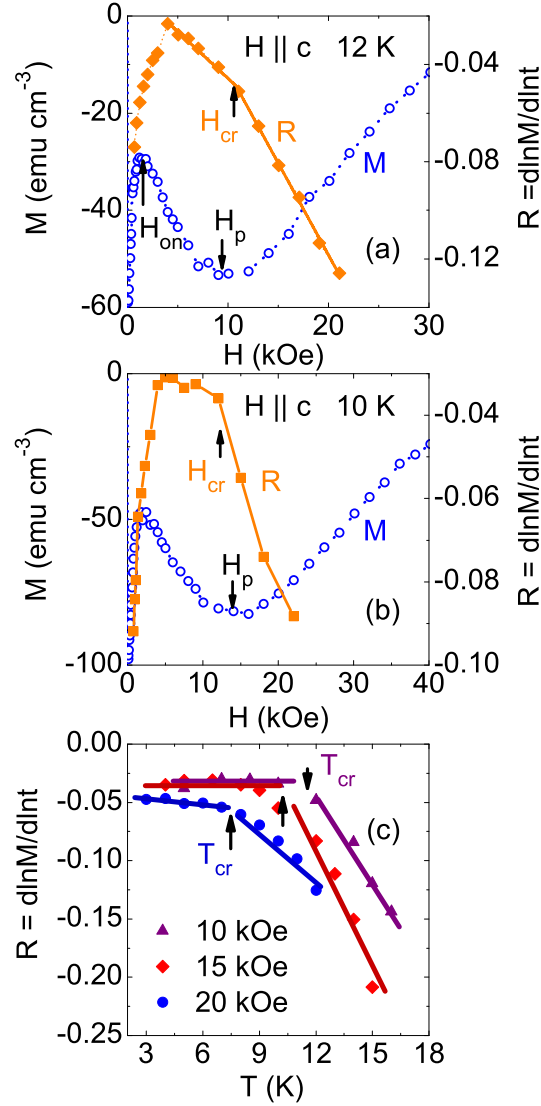 0
-20
-40
-60
M (emu cm⁻³)
H || c 12 K
H_cr
R
M
H_on
H_p
(a)
-0.04
-0.08
-0.12
R =dlnM/dlnt
0 10 20 30
H (kOe)
0
-50
-100
M (emu cm⁻³)
H || c 10 K
H_cr
R
M
H_p
(b)
-0.04
-0.06
-0.08
-0.10
R = dlnM/dlnt
0 10 20 30 40
H (kOe)
0.00
-0.05
-0.10
-0.15
-0.20
-0.25
R = dlnM/dlnt
T_cr
(c)
T_cr
10 kOe
15 kOe
20 kOe
3 6 9 12 15 18
T (K)